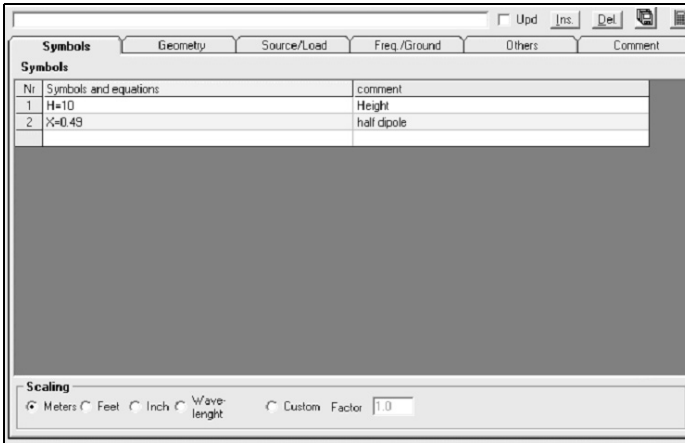 Upd Ins. Del.
Symbols Geometry Source/Load Freq./Ground Others Comment
Symbols
Nr Symbols and equations comment
1 H=10 Height
2 X=0.49 half dipole
Scaling
Meters Feet Inch Wave-
lenght Custom Factor 1.0